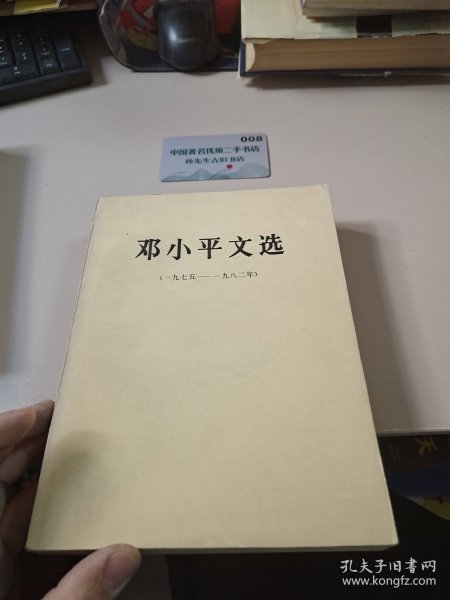 008
中国著名优质二手书店
孙先生古旧书店
邓小平文选
(一九七五——一九八二年)
天
孔夫子旧书网
www.kongfz.com